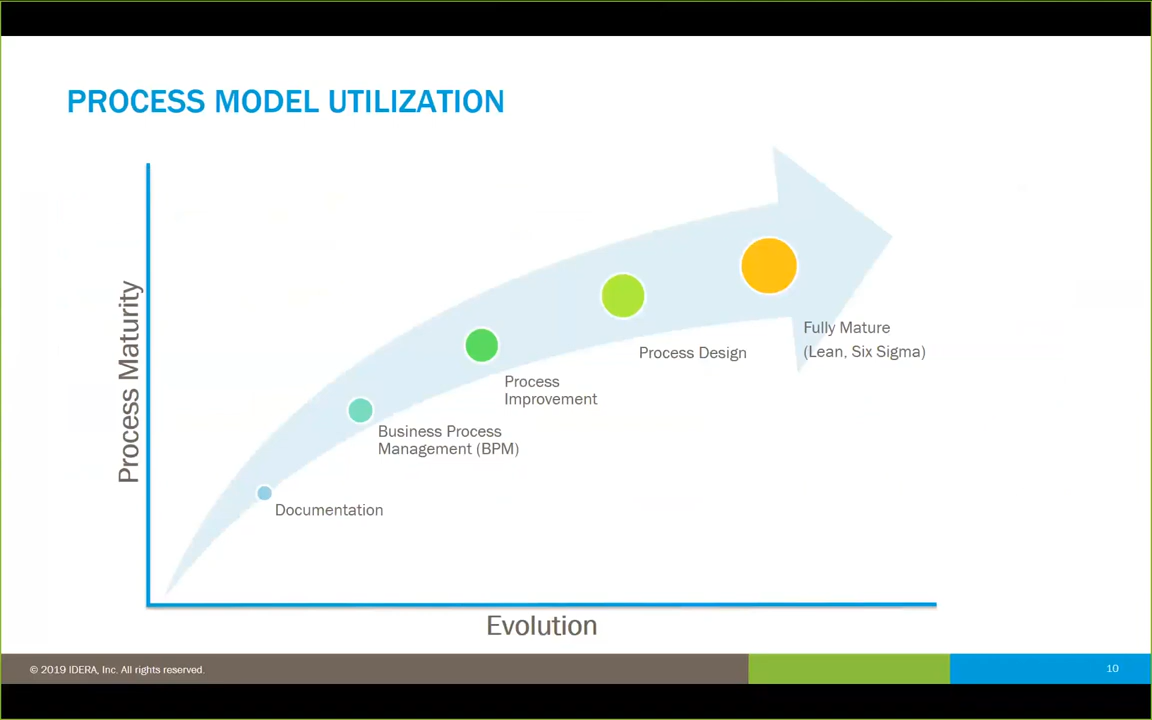 PROCESS MODEL UTILIZATION
Process Maturity
Fully Mature
(Lean, Six Sigma)
Process Design
Process
Improvement
Business Process
Management (BPM)
Documentation
Evolution
© 2019 IDERA, Inc. All rights reserved.
10